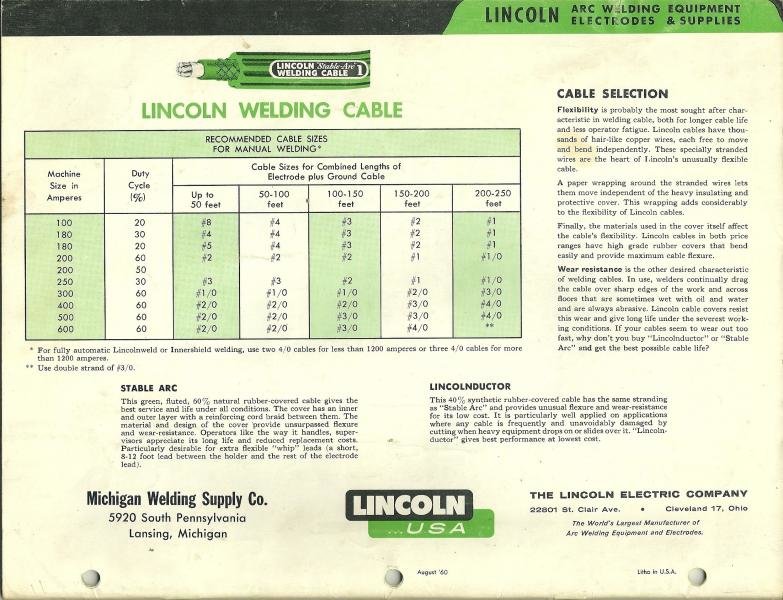 LINCOLN ARC WELDING EQUIPMENT
ELECTRODES & SUPPLIES
LINCOLN Stable-Arc
WELDING CABLE 1
LINCOLN WELDING CABLE
RECOMMENDED CABLE SIZES
FOR MANUAL WELDING*
Machine Size in Amperes
Duty Cycle (%)
Cable Sizes for Combined Lengths of
Electrode plus Ground Cable
Up to 50 feet 50-100 feet 100-150 feet 150-200 feet 200-250 feet
100 20 #8 #4 #3 #2 #1
180 30 #4 #4 #3 #2 #1
180 20 #5 #4 #3 #2 #1
200 60 #2 #2 #2 #1 #1/0
200 50
250 30 #3 #3 #2 #1 #1/0
300 60 #1/0 #1/0 #1/0 #2/0 #3/0
400 60 #2/0 #2/0 #2/0 #3/0 #4/0
500 60 #2/0 #2/0 #3/0 #3/0 #4/0
600 60 #2/0 #2/0 #3/0 #4/0 **
* For fully automatic Lincolnweld or Innershield welding, use two 4/0 cables for less than 1200 amperes or three 4/0 cables for more
than 1200 amperes.
** Use double strand of #3/0.
STABLE ARC
This green, fluted, 60% natural rubber-covered cable gives the
best service and life under all conditions. The cover has an inner
and outer layer with a reinforcing cord braid between them. The
material and design of the cover provide unsurpassed flexure
and wear-resistance. Operators like the way it handles, super-
visors appreciate its long life and reduced replacement costs.
Particularly desirable for extra flexible "whip" leads (a short,
8-12 foot lead between the holder and the rest of the electrode
lead).
LINCOLNDUCTOR
This 40% synthetic rubber-covered cable has the same stranding
as "Stable Arc" and provides unusual flexure and wear-resistance
for its low cost. It is particularly well applied on applications
where any cable is frequently and unavoidably damaged by
cutting when heavy equipment drops on or slides over it. "Lincoln-
ductor" gives best performance at lowest cost.
CABLE SELECTION
Flexibility is probably the most sought after char-
acteristic in welding cable, both for longer cable life
and less operator fatigue. Lincoln cables have thou-
sands of hair-like copper wires, each free to move
and bend independently. These specially stranded
wires are the heart of Lincoln's unusually flexible
cable.
A paper wrapping around the stranded wires lets
them move independent of the heavy insulating and
protective cover. This wrapping adds considerably
to the flexibility of Lincoln cables.
Finally, the materials used in the cover itself affect
the cable's flexibility. Lincoln cables in both price
ranges have high grade rubber covers that bend
easily and provide maximum cable flexure.
Wear resistance is the other desired characteristic
of welding cables. In use, welders continually drag
the cable over sharp edges of the work and across
floors that are sometimes wet with oil and water
and are always abrasive. Lincoln cable covers resist
this wear and give long life under the severest work-
ing conditions. If your cables seem to wear out too
fast, why don't you buy "Lincolnductor" or "Stable
Arc" and get the best possible cable life?
Michigan Welding Supply Co.
5920 South Pennsylvania
Lansing, Michigan
LINCOLN
...USA
THE LINCOLN ELECTRIC COMPANY
22801 St. Clair Ave. • Cleveland 17, Ohio
The World's Largest Manufacturer of
Arc Welding Equipment and Electrodes.
August '60
Litho in U.S.A.